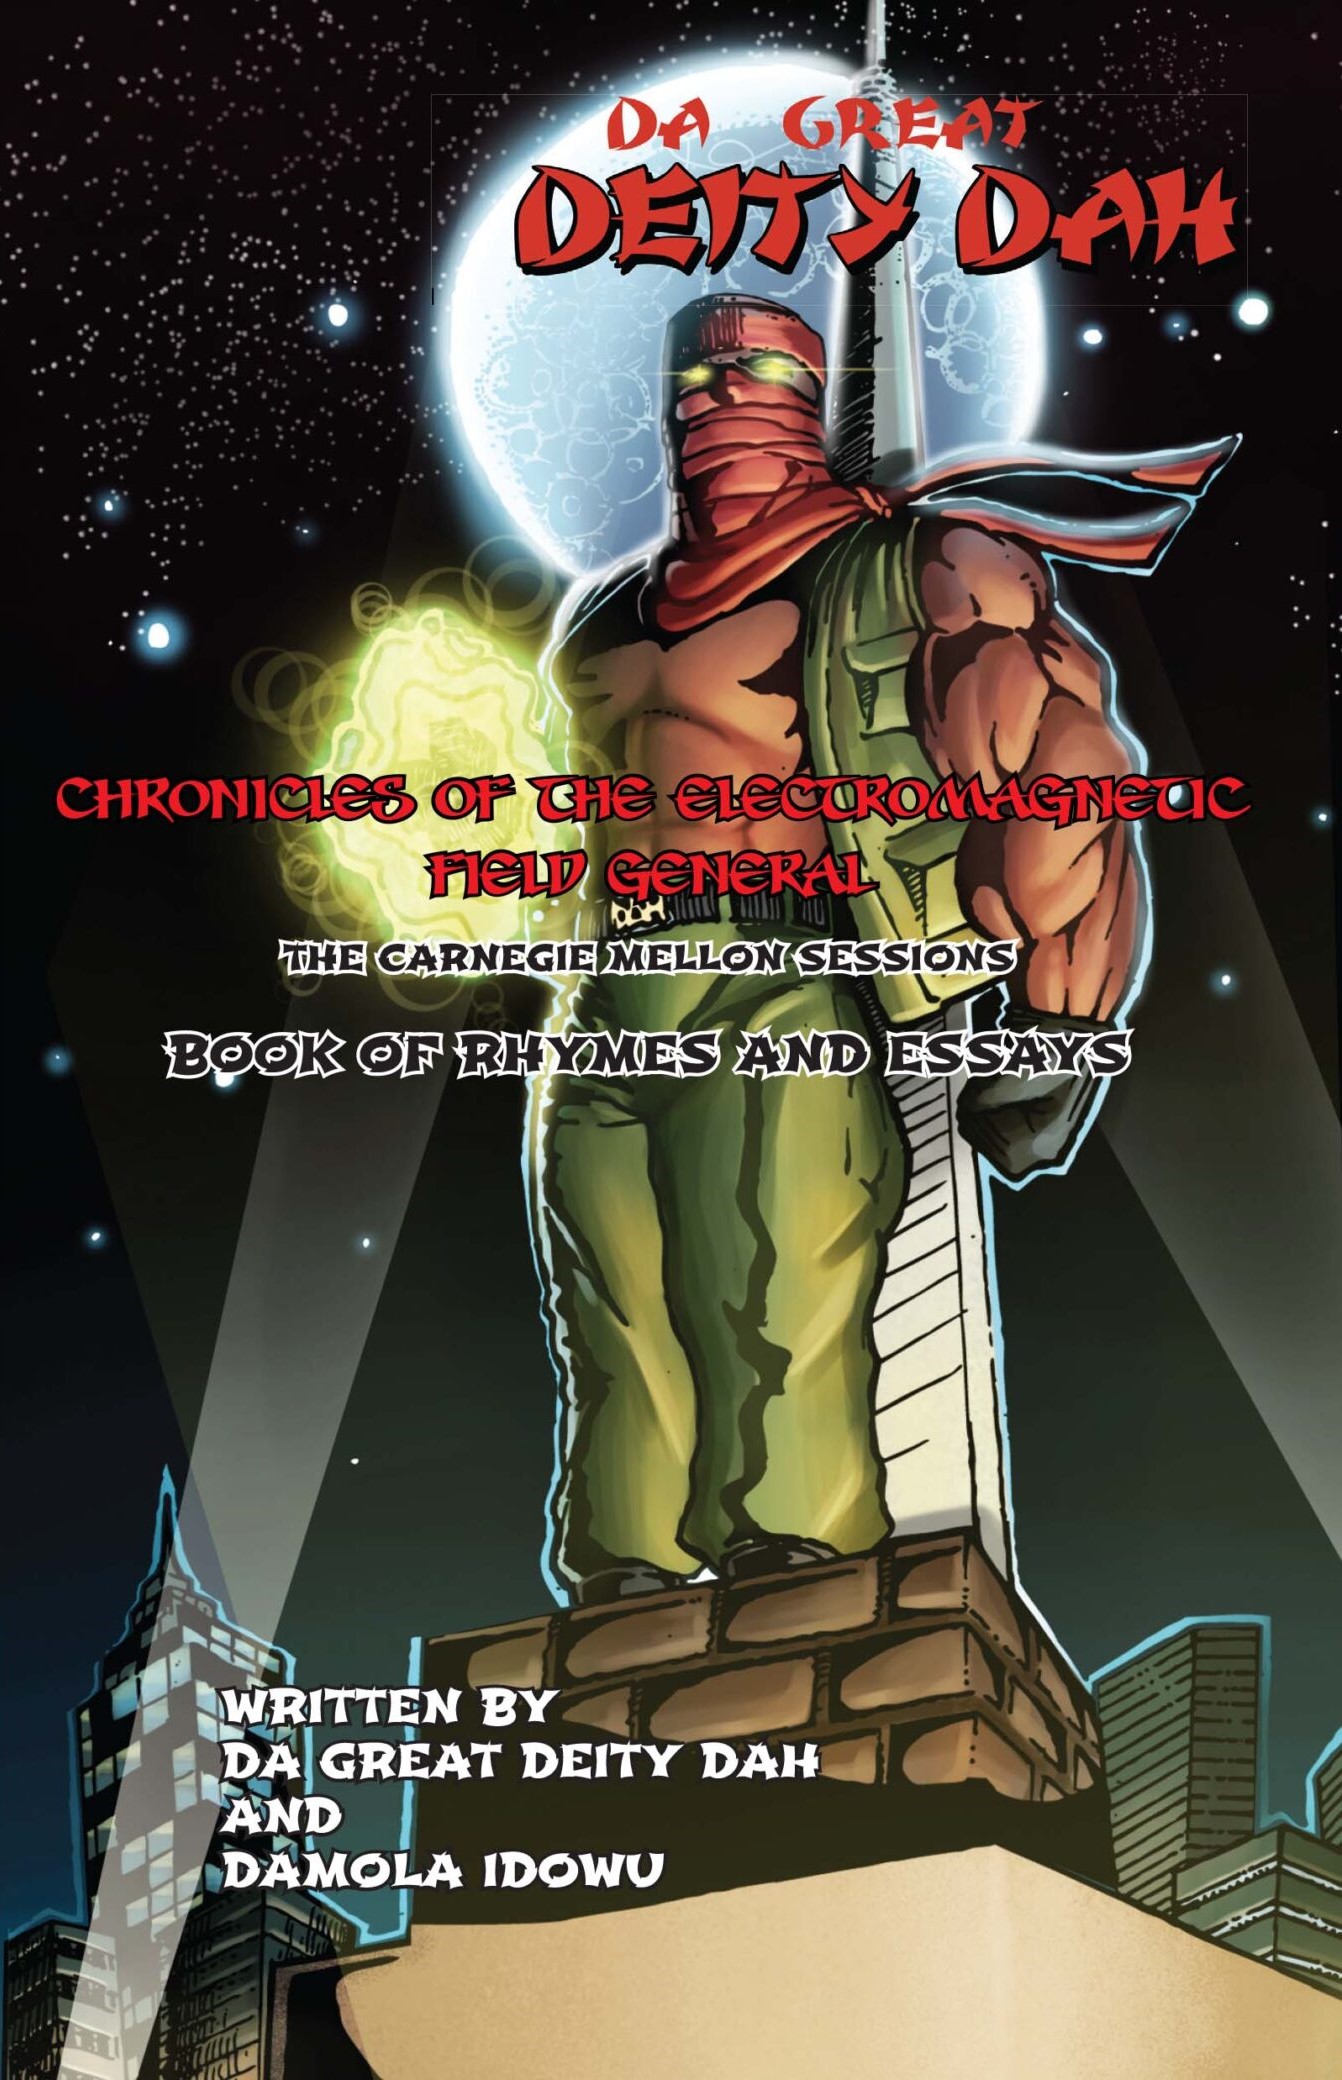 DA GREAT
DEITY DAH
CHRONICLES OF THE ELECTROMAGNETIC
FIELD GENERAL
DAH
THE CARNEGIE MELLON SESSIONS
BOOK OF RHYMES AND ESSAYS
WRITTEN BY
DA GREAT DEITY DAH
AND
DAMOLA IDOWU